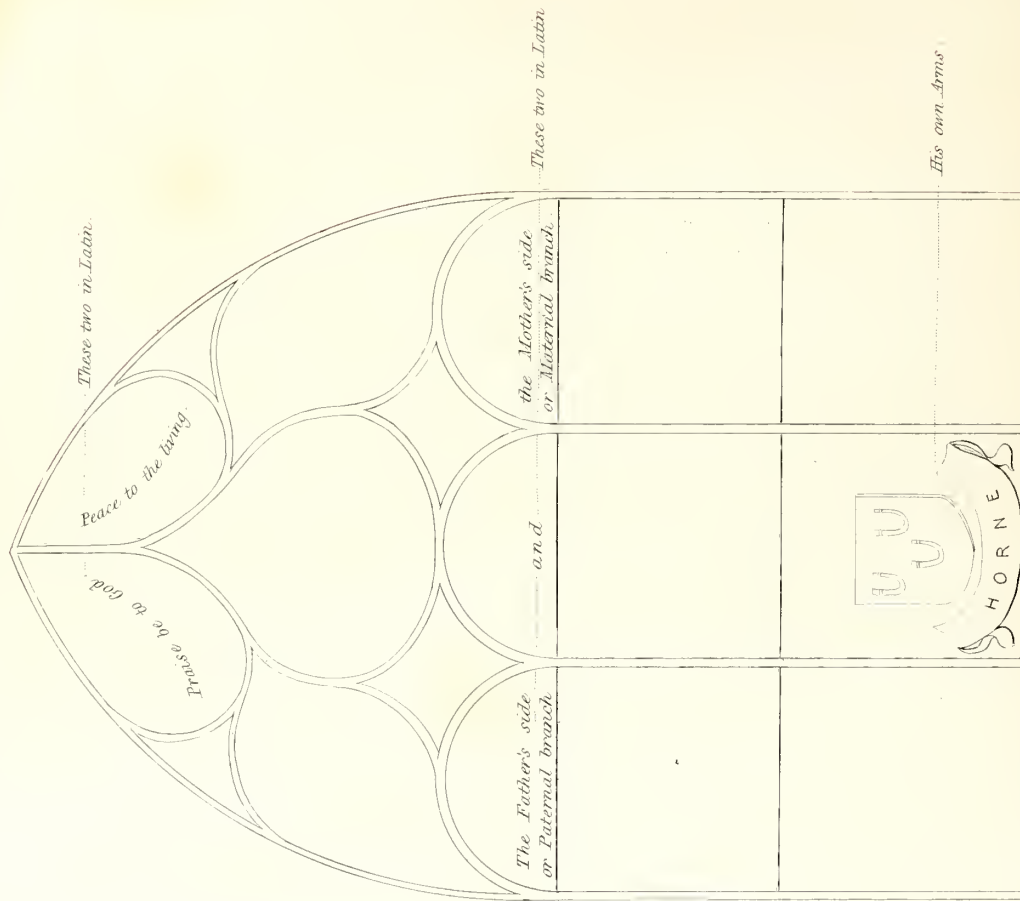 Praise be to God.
Peace to the living.
These two in Latin.
The Father's side
or Paternal branch
and
the Mother's side
or Maternial branch.
These two in Latin
His own Arms.
HORNE